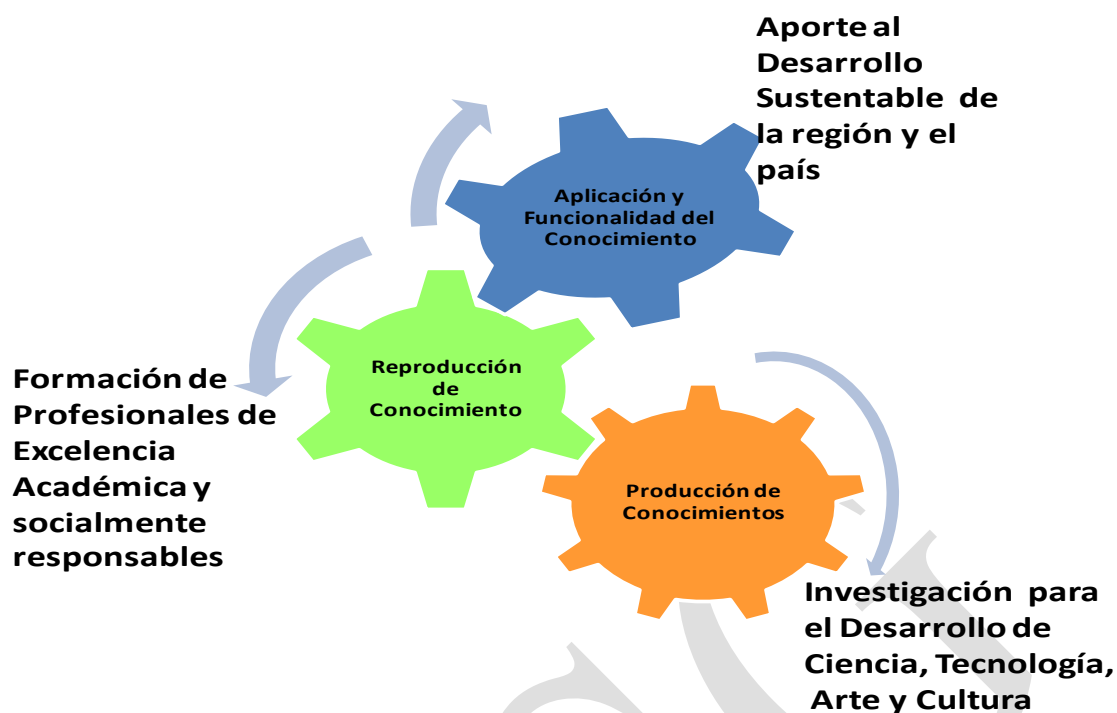 Aporte al
Desarrollo
Sustentable de
la región y el
país
Aplicación y
Funcionalidad del
Conocimiento
Reproducción
de
Conocimiento
Formación de
Profesionales de
Excelencia
Académica y
socialmente
responsables
Producción de
Conocimientos
Investigación para
el Desarrollo de
Ciencia, Tecnología,
Arte y Cultura